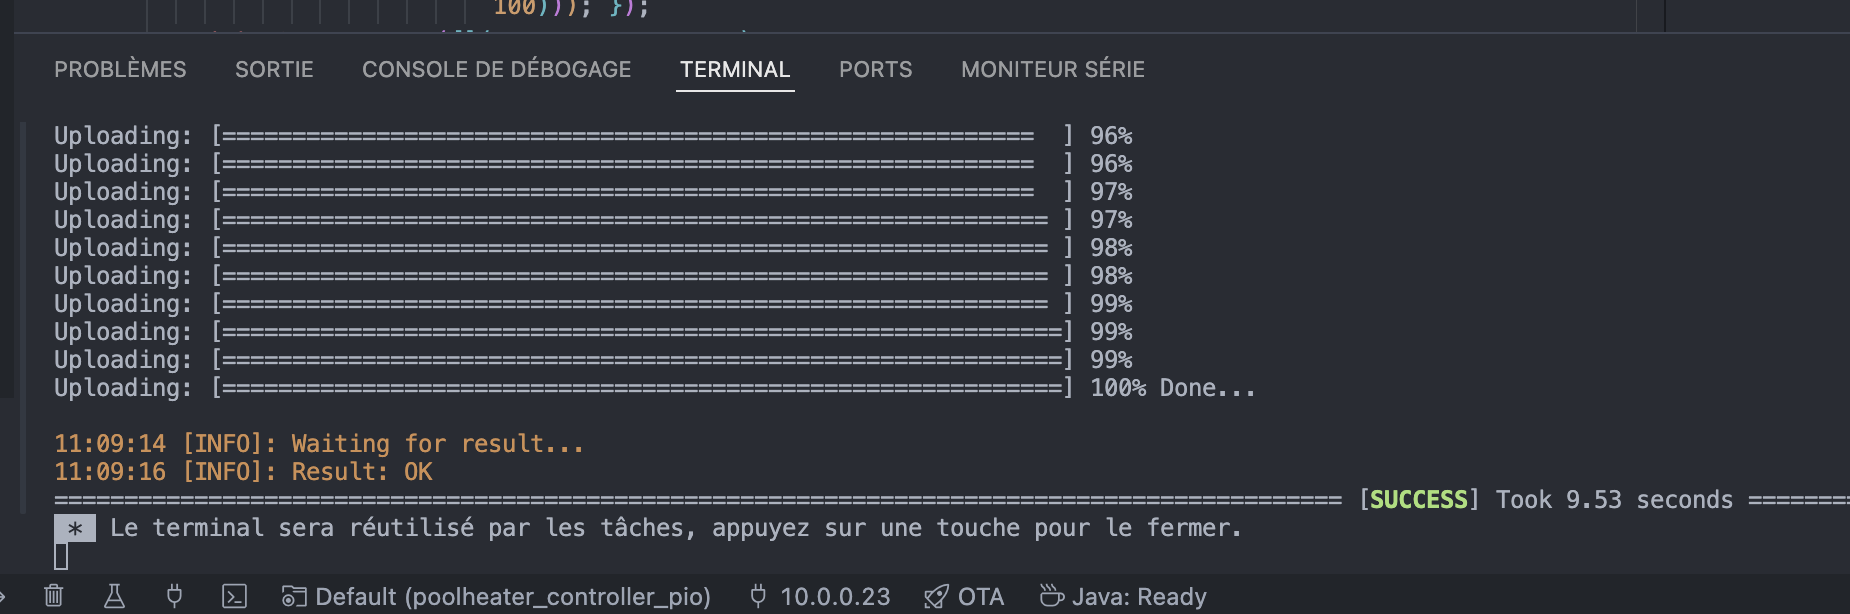 100))); });
PROBLÈMES SORTIE CONSOLE DE DÉBOGAGE TERMINAL PORTS MONITEUR SÉRIE
Uploading: [==========================================================  ] 96%
Uploading: [==========================================================  ] 96%
Uploading: [==========================================================  ] 97%
Uploading: [=========================================================== ] 97%
Uploading: [=========================================================== ] 98%
Uploading: [=========================================================== ] 98%
Uploading: [=========================================================== ] 99%
Uploading: [============================================================] 99%
Uploading: [============================================================] 99%
Uploading: [============================================================] 100% Done...
11:09:14 [INFO]: Waiting for result...
11:09:16 [INFO]: Result: OK
============================================================================================ [SUCCESS] Took 9.53 seconds ========
* Le terminal sera réutilisé par les tâches, appuyez sur une touche pour le fermer.
Default (poolheater_controller_pio) 10.0.0.23 OTA Java: Ready